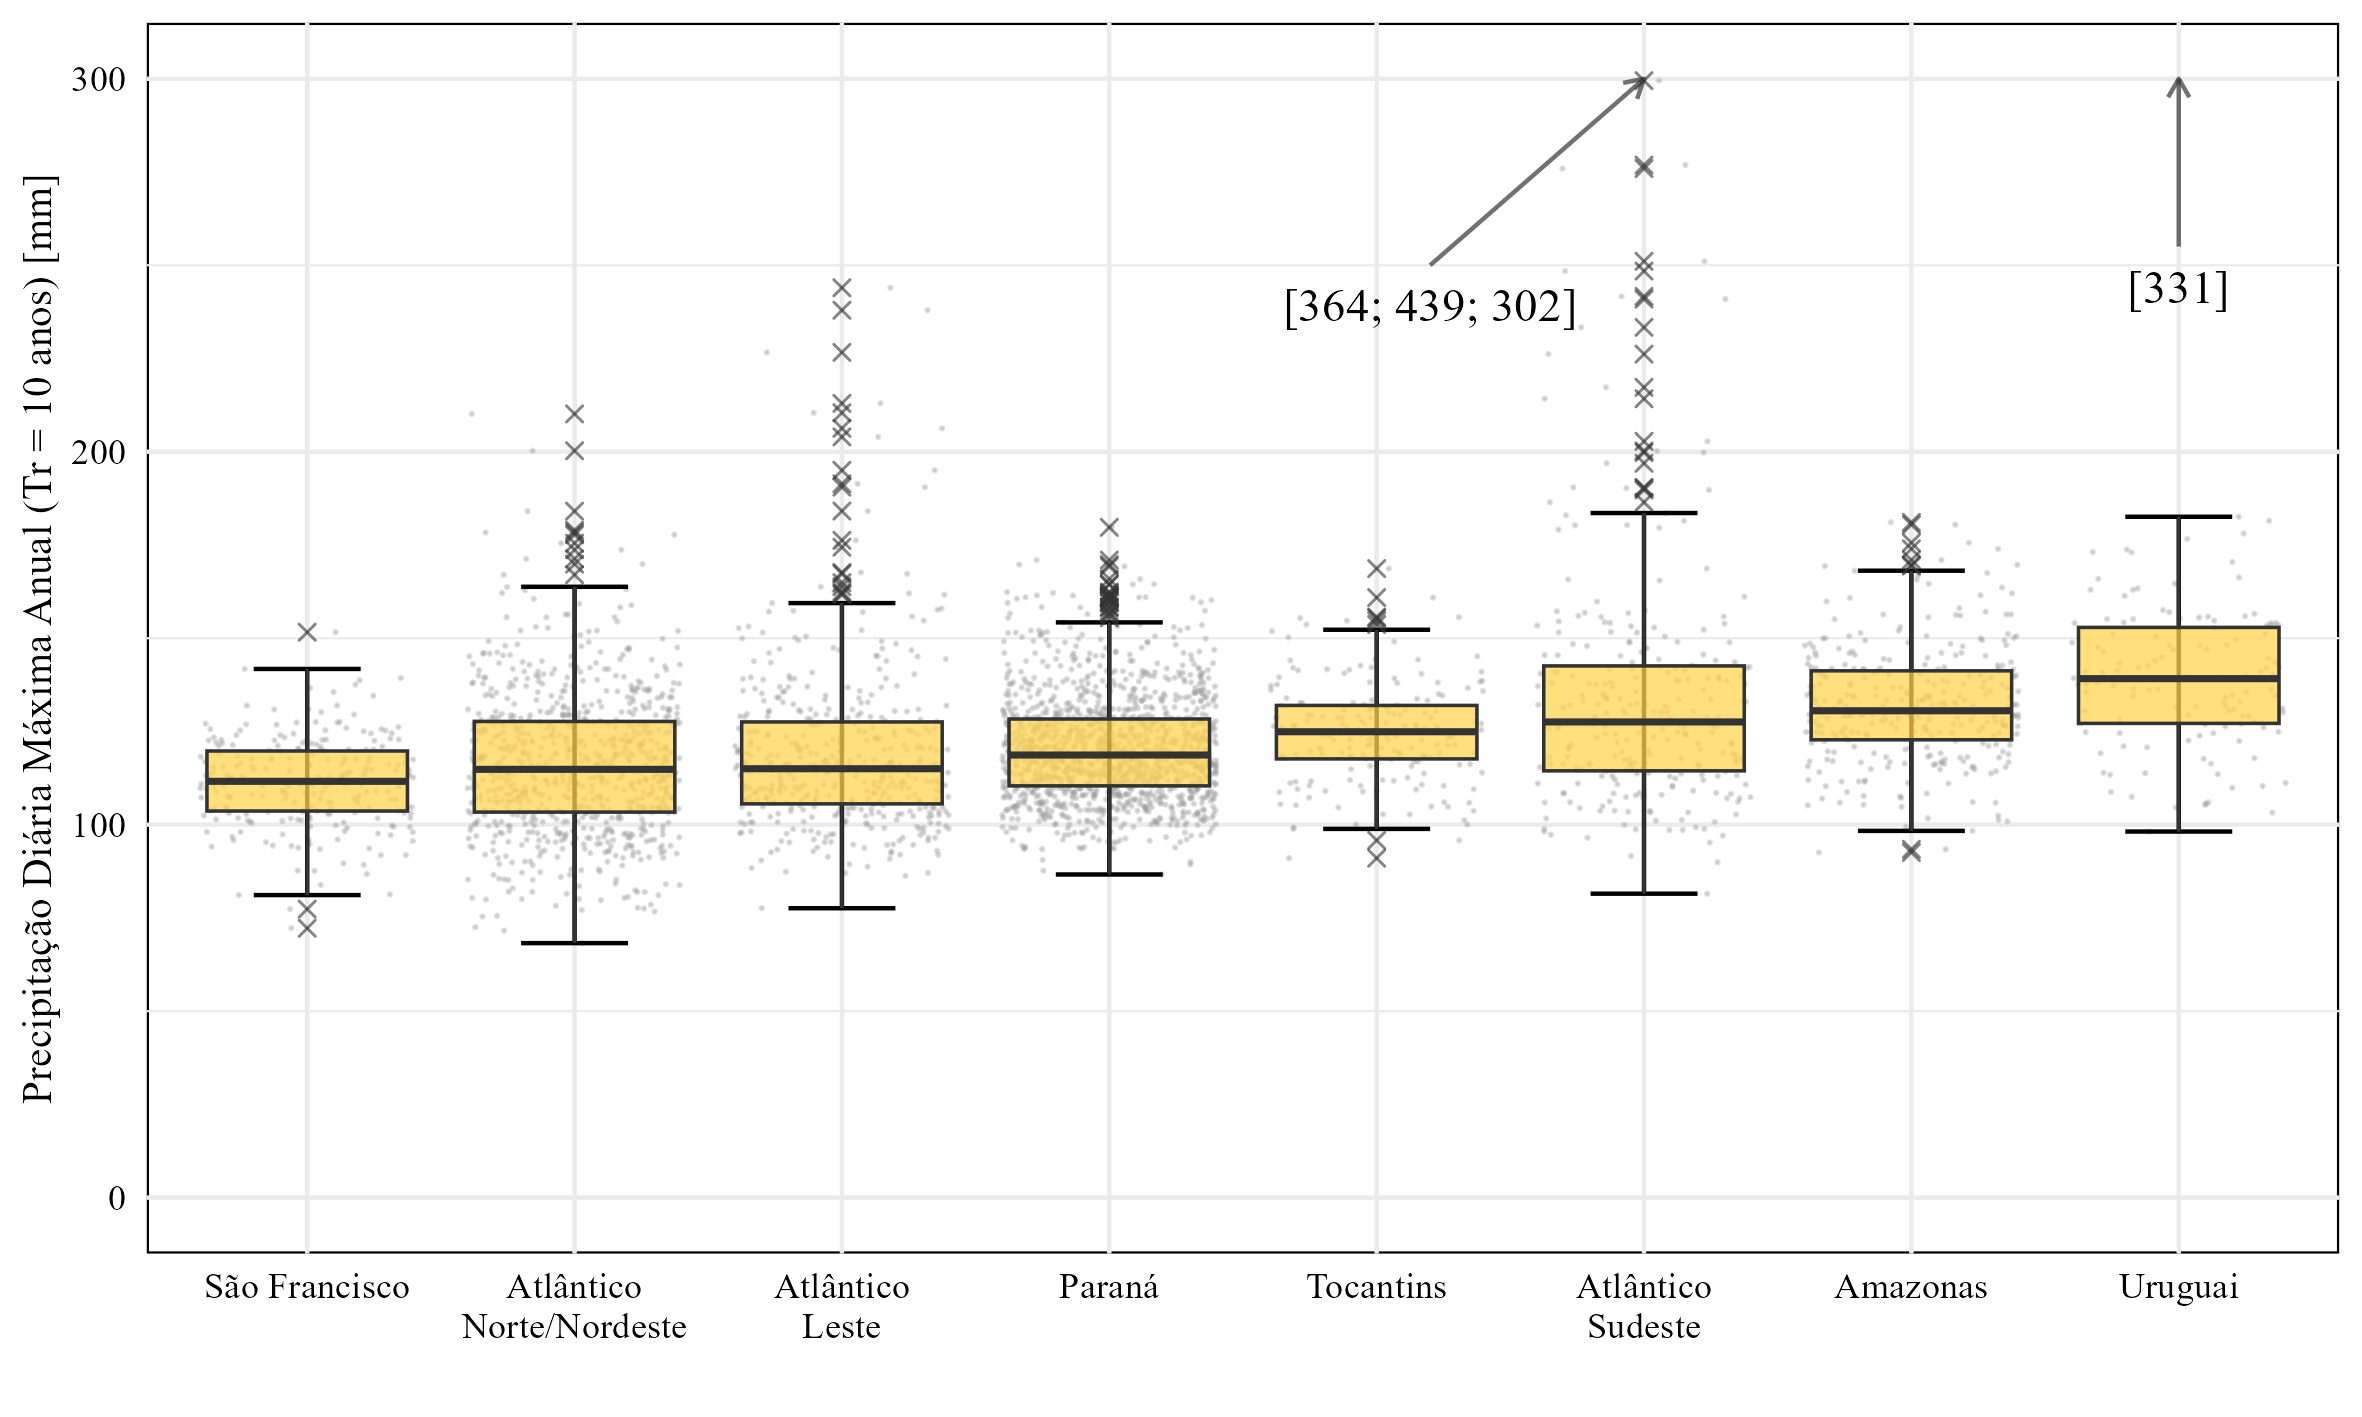 Precipitação Diária Máxima Anual (Tr = 10 anos) [mm]
300
200
100
0
[364; 439; 302]
[331]
São Francisco
Atlântico
Norte/Nordeste
Atlântico
Leste
Paraná
Tocantins
Atlântico
Sudeste
Amazonas
Uruguai